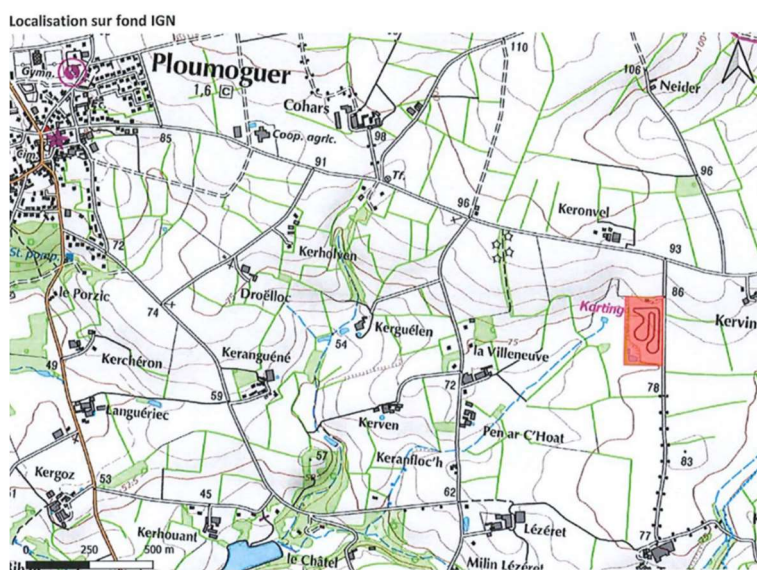 Localisation sur fond IGN
Gymn.
Ploumoguer
1,6 C
Cohars
Coop. agric.
110
106
Neider
85
91
98
Tr.
96
96
Keronvel
93
72
St. pomp.
Kerholven
le Porzic
Droëlloc
86
Karting
Kervin
74
54
Kerguélen
75
la Villeneuve
49
Kerchéron
Keranguéné
59
72
78
Languériec
Kerven
Pen ar C'Hoat
57
Keranfloc'h
83
Kergoz
53
52,5
45
62
Kerhouant
Lézéret
77
0 250 500 m
le Châtel
Milin Lézéret